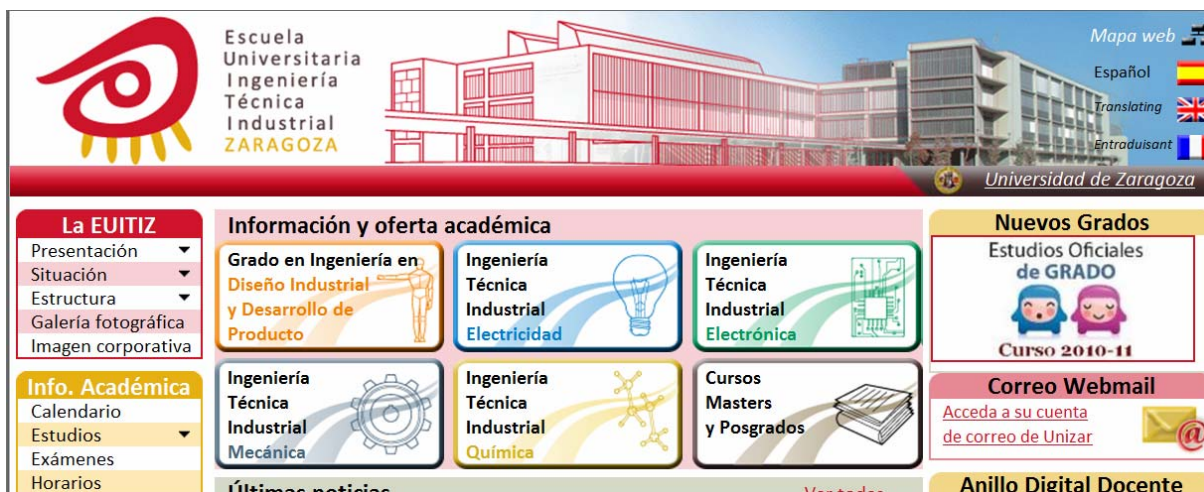 Escuela
Universitaria
Ingeniería
Técnica
Industrial
ZARAGOZA
Mapa web
Español
Translating
Entraduisant
Universidad de Zaragoza
La EUITIZ
Presentación
Situación
Estructura
Galería fotográfica
Imagen corporativa
Info. Académica
Calendario
Estudios
Exámenes
Horarios
Información y oferta académica
Grado en Ingeniería en
Diseño Industrial
y Desarrollo de
Producto
Ingeniería
Técnica
Industrial
Electricidad
Ingeniería
Técnica
Industrial
Electrónica
Ingeniería
Técnica
Industrial
Mecánica
Ingeniería
Técnica
Industrial
Química
Cursos
Masters
y Posgrados
Últimas noticias
Ver todas
Nuevos Grados
Estudios Oficiales
de GRADO
Curso 2010-11
Correo Webmail
Acceda a su cuenta
de correo de Unizar
@
Anillo Digital Docente